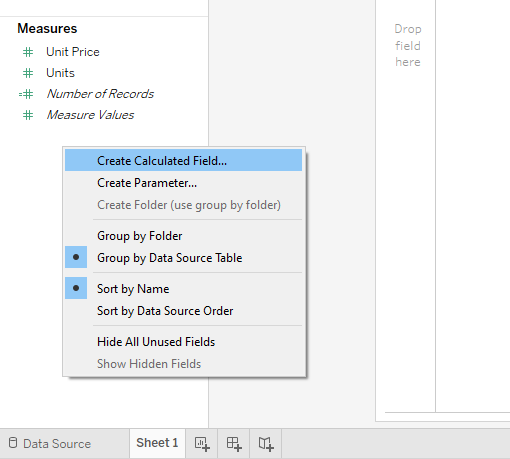 Measures
Unit Price
Units
Number of Records
Measure Values
Drop
field
here
Create Calculated Field...
Create Parameter...
Create Folder (use group by folder)
Group by Folder
Group by Data Source Table
Sort by Name
Sort by Data Source Order
Hide All Unused Fields
Show Hidden Fields
Data Source
Sheet 1